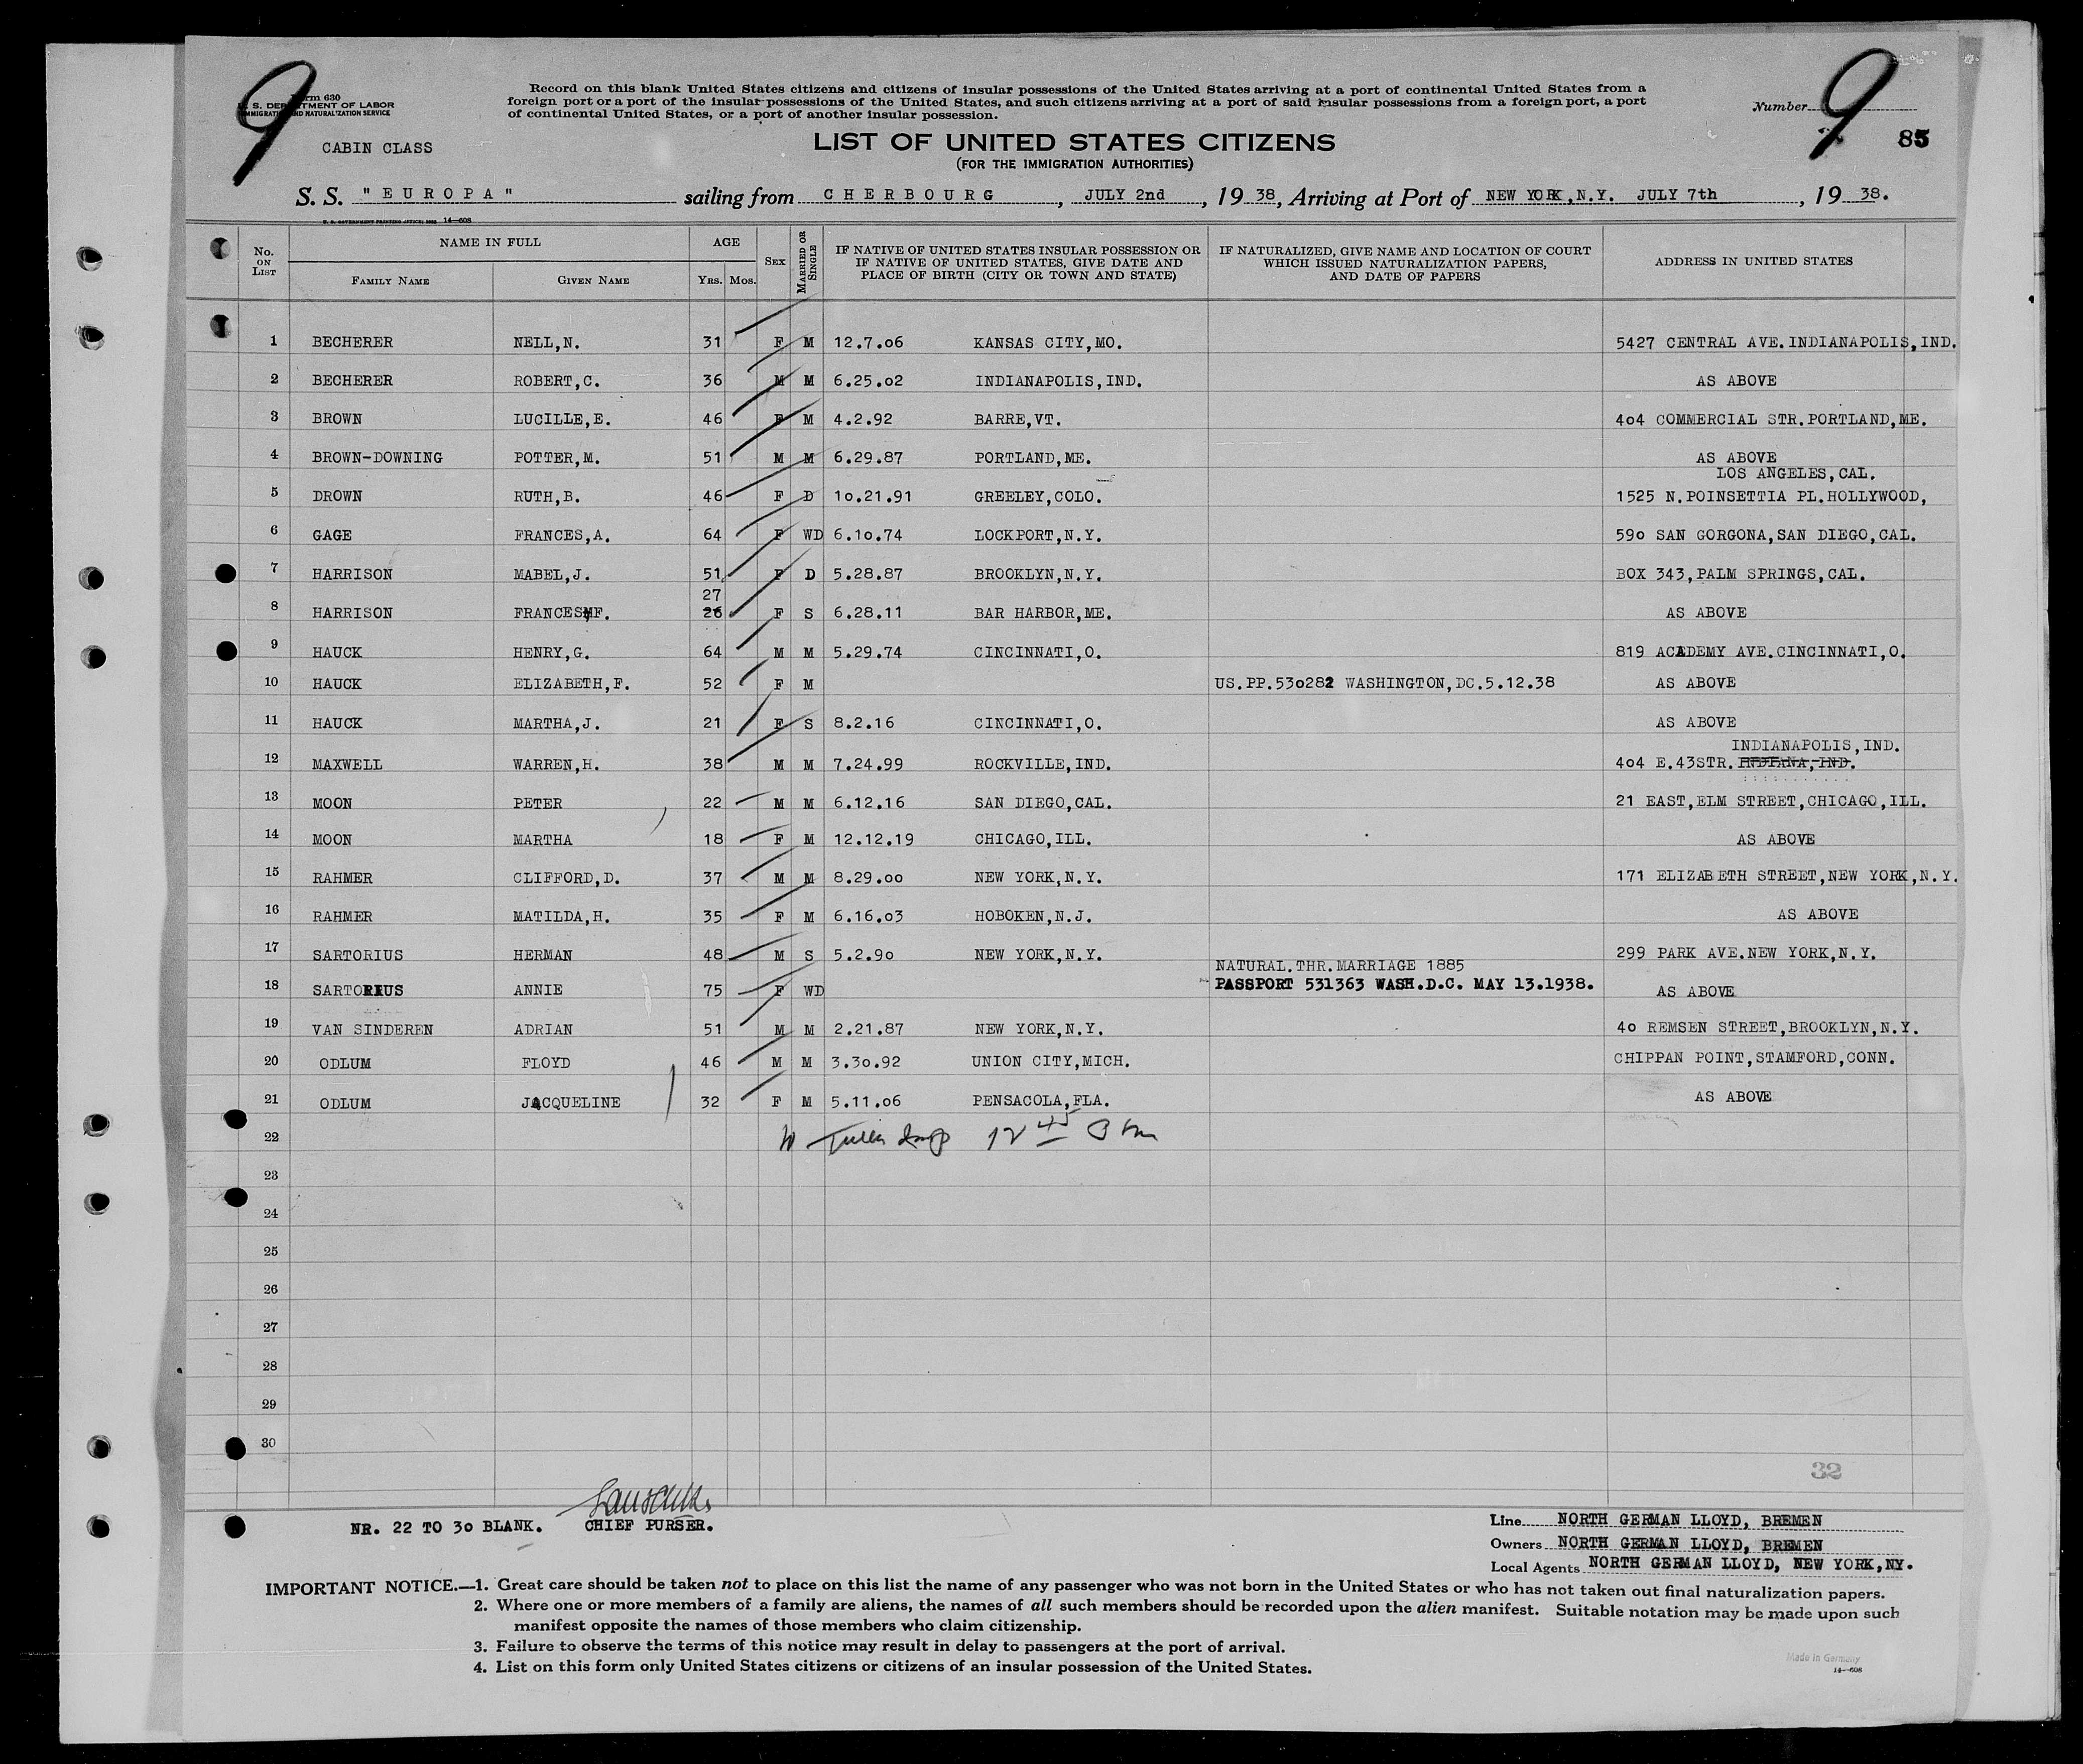 9
Form 630
U. S. DEPARTMENT OF LABOR
IMMIGRATION AND NATURALIZATION SERVICE
Record on this blank United States citizens and citizens of insular possessions of the United States arriving at a port of continental United States from a
foreign port or a port of the insular possessions of the United States, and such citizens arriving at a port of said insular possessions from a foreign port, a port
of continental United States, or a port of another insular possession.
Number 9
85
CABIN CLASS
LIST OF UNITED STATES CITIZENS
(FOR THE IMMIGRATION AUTHORITIES)
S. S. "EUROPA" sailing from CHERBOURG, JULY 2nd, 19 38, Arriving at Port of NEW YORK,N.Y. JULY 7th, 19 38.
U. S. GOVERNMENT PRINTING OFFICE: 1932 14—608
No. ON LIST NAME IN FULL FAMILY NAME GIVEN NAME AGE YRS. MOS. SEX MARRIED OR SINGLE IF NATIVE OF UNITED STATES INSULAR POSSESSION OR IF NATIVE OF UNITED STATES, GIVE DATE AND PLACE OF BIRTH (CITY OR TOWN AND STATE) IF NATURALIZED, GIVE NAME AND LOCATION OF COURT WHICH ISSUED NATURALIZATION PAPERS, AND DATE OF PAPERS ADDRESS IN UNITED STATES
1 BECHERER NELL,N. 31 F M 12.7.06 KANSAS CITY,MO. 5427 CENTRAL AVE.INDIANAPOLIS,IND.
2 BECHERER ROBERT,C. 36 M M 6.25.02 INDIANAPOLIS,IND. AS ABOVE
3 BROWN LUCILLE,E. 46 F M 4.2.92 BARRE,VT. 404 COMMERCIAL STR.PORTLAND,ME.
4 BROWN-DOWNING POTTER,M. 51 M M 6.29.87 PORTLAND,ME. AS ABOVE
LOS ANGELES,CAL.
5 DROWN RUTH,B. 46 F D 10.21.91 GREELEY,COLO. 1525 N.POINSETTIA PL.HOLLYWOOD,
6 GAGE FRANCES,A. 64 F WD 6.10.74 LOCKPORT,N.Y. 590 SAN GORGONA,SAN DIEGO,CAL.
7 HARRISON MABEL,J. 51 F D 5.28.87 BROOKLYN,N.Y. BOX 343,PALM SPRINGS,CAL.
27
8 HARRISON FRANCES,F. 26 F S 6.28.11 BAR HARBOR,ME. AS ABOVE
9 HAUCK HENRY,G. 64 M M 5.29.74 CINCINNATI,O. 819 ACADEMY AVE.CINCINNATI,O.
10 HAUCK ELIZABETH,F. 52 F M US.PP.530282 WASHINGTON,DC.5.12.38 AS ABOVE
11 HAUCK MARTHA,J. 21 F S 8.2.16 CINCINNATI,O. AS ABOVE
INDIANAPOLIS,IND.
12 MAXWELL WARREN,H. 38 M M 7.24.99 ROCKVILLE,IND. 404 E.43STR.INDIANA,IND.
13 MOON PETER 22 M M 6.12.16 SAN DIEGO,CAL. 21 EAST,ELM STREET,CHICAGO,ILL.
14 MOON MARTHA 18 F M 12.12.19 CHICAGO,ILL. AS ABOVE
15 RAHMER CLIFFORD,D. 37 M M 8.29.00 NEW YORK,N.Y. 171 ELIZABETH STREET,NEW YORK,N.Y.
16 RAHMER MATILDA,H. 35 F M 6.16.03 HOBOKEN,N.J. AS ABOVE
17 SARTORIUS HERMAN 48 M S 5.2.90 NEW YORK,N.Y. 299 PARK AVE.NEW YORK,N.Y.
NATURAL.THR.MARRIAGE 1885
18 SARTORIUS ANNIE 75 F WD PASSPORT 531363 WASH.D.C. MAY 13.1938. AS ABOVE
19 VAN SINDEREN ADRIAN 51 M M 2.21.87 NEW YORK,N.Y. 40 REMSEN STREET,BROOKLYN,N.Y.
20 ODLUM FLOYD 46 M M 3.30.92 UNION CITY,MICH. CHIPPAN POINT,STAMFORD,CONN.
21 ODLUM JACQUELINE 32 F M 5.11.06 PENSACOLA,FLA. AS ABOVE
22 12 45
23
24
25
26
27
28
29
30
32
NR. 22 TO 30 BLANK. CHIEF PURSER.
Line NORTH GERMAN LLOYD, BREMEN
Owners NORTH GERMAN LLOYD, BREMEN
Local Agents NORTH GERMAN LLOYD, NEW YORK,NY.
IMPORTANT NOTICE.—1. Great care should be taken not to place on this list the name of any passenger who was not born in the United States or who has not taken out final naturalization papers.
2. Where one or more members of a family are aliens, the names of all such members should be recorded upon the alien manifest. Suitable notation may be made upon such
manifest opposite the names of those members who claim citizenship.
3. Failure to observe the terms of this notice may result in delay to passengers at the port of arrival.
4. List on this form only United States citizens or citizens of an insular possession of the United States.
Made in Germany
14—608